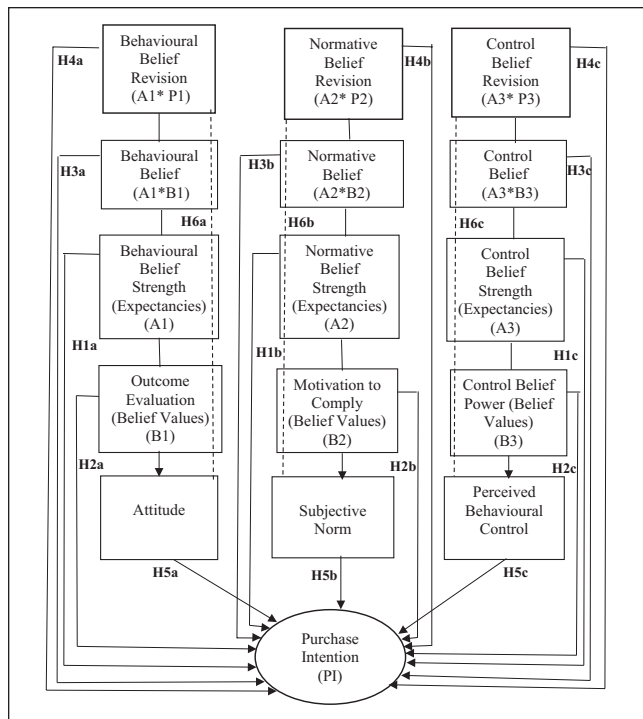 H4a
Behavioural
Belief
Revision
(A1* P1)
Normative
Belief
Revision
(A2* P2)
H4b
Control
Belief
Revision
(A3* P3)
H4c
H3a
Behavioural
Belief
(A1*B1)
H3b
Normative
Belief
(A2*B2)
Control
Belief
(A3*B3)
H3c
H6a
H6b
H6c
Behavioural
Belief
Strength
(Expectancies)
(A1)
Normative
Belief
Strength
(Expectancies)
(A2)
Control
Belief
Strength
(Expectancies)
(A3)
H1a
H1b
H1c
Outcome
Evaluation
(Belief Values)
(B1)
Motivation to
Comply
(Belief Values)
(B2)
Control Belief
Power (Belief
Values)
(B3)
H2a
H2b
H2c
Attitude
Subjective
Norm
Perceived
Behavioural
Control
H5a
H5b
H5c
Purchase
Intention
(PI)